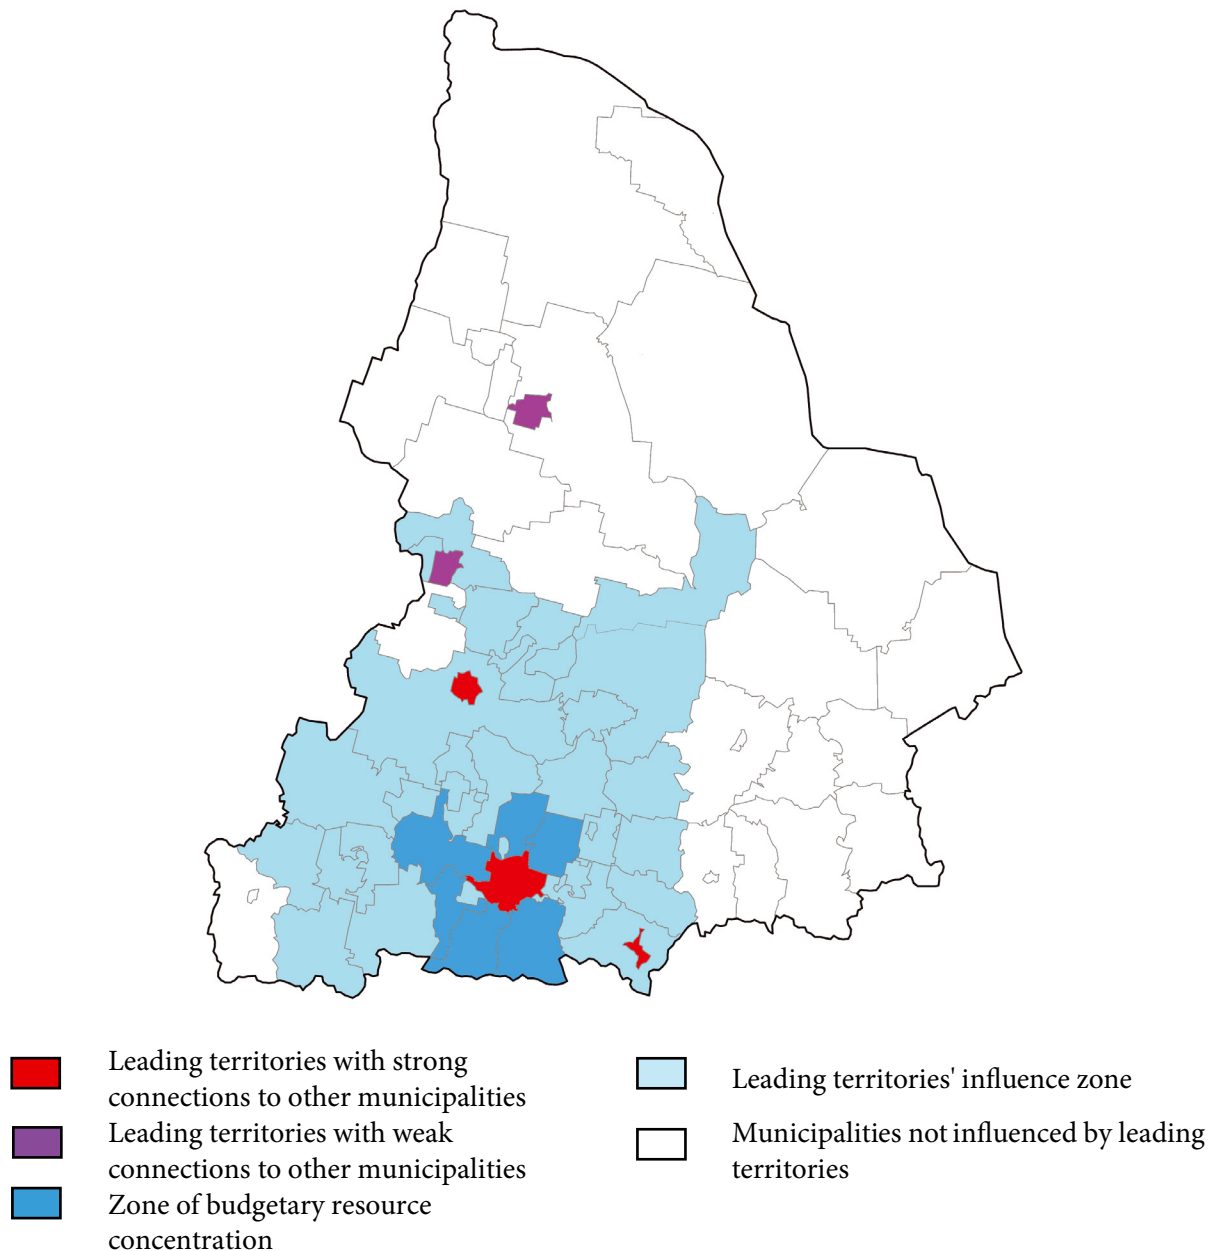 Leading territories with strong
connections to other municipalities
Leading territories with weak
connections to other municipalities
Zone of budgetary resource
concentration
Leading territories' influence zone
Municipalities not influenced by leading
territories